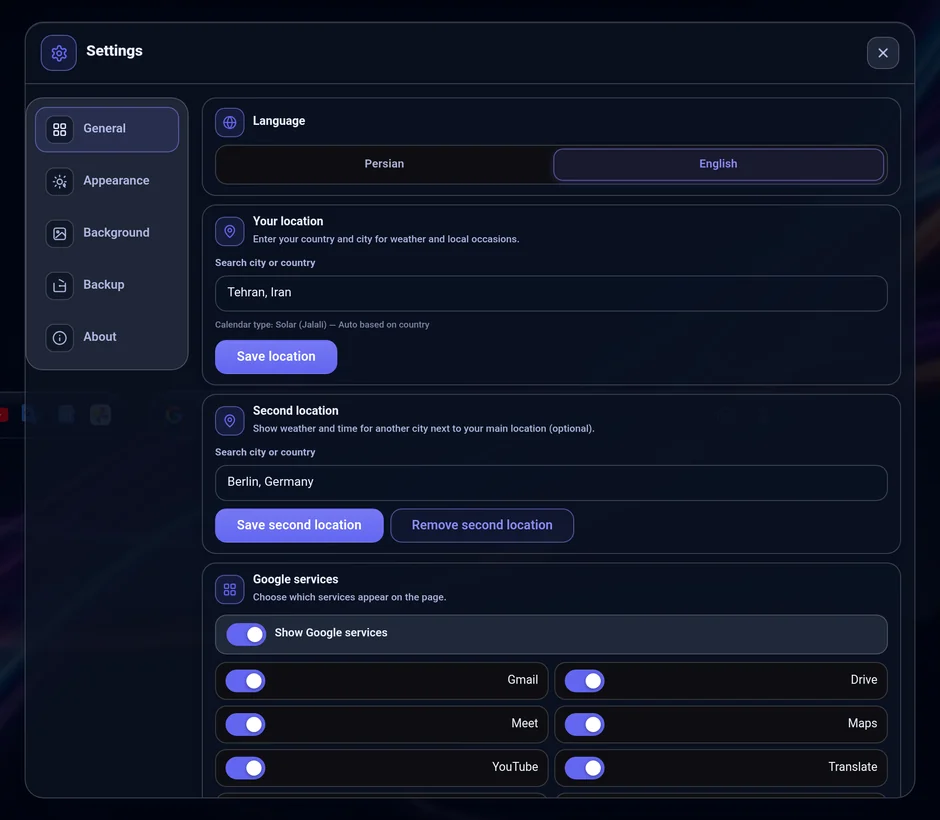 Settings
General
Appearance
Background
Backup
About
Language
Persian
English
Your location
Enter your country and city for weather and local occasions.
Search city or country
Tehran, Iran
Calendar type: Solar (Jalali) — Auto based on country
Save location
Second location
Show weather and time for another city next to your main location (optional).
Search city or country
Berlin, Germany
Save second location
Remove second location
Google services
Choose which services appear on the page.
Show Google services
Gmail
Drive
Meet
Maps
YouTube
Translate